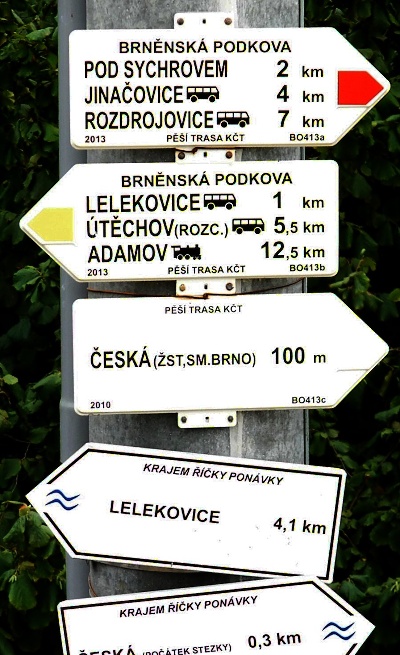 BRNĚNSKÁ PODKOVA
POD SYCHROVEM 2 km
JINAČOVICE 4 km
ROZDROJOVICE 7 km
2013 PĚŠÍ TRASA KČT BO413a
BRNĚNSKÁ PODKOVA
LELEKOVICE 1 km
ÚTĚCHOV(ROZC.) 5,5 km
ADAMOV 12,5 km
2013 PĚŠÍ TRASA KČT BO413b
PĚŠÍ TRASA KČT
ČESKÁ(ŽST,SM.BRNO) 100 m
2010 BO413c
KRAJEM ŘÍČKY PONÁVKY
LELEKOVICE 4,1 km
KRAJEM ŘÍČKY PONÁVKY
ČESKÁ (POČÁTEK STEZKY) 0,3 km